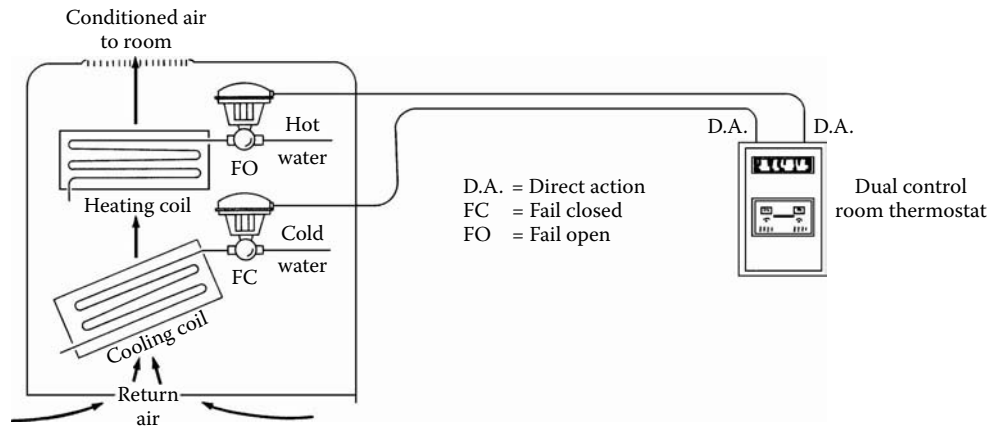 Conditioned air
to room
Hot
water
FO
Heating coil
Cold
water
FC
Cooling coil
Return
air
D.A. = Direct action
FC = Fail closed
FO = Fail open
D.A.
D.A.
Dual control
room thermostat